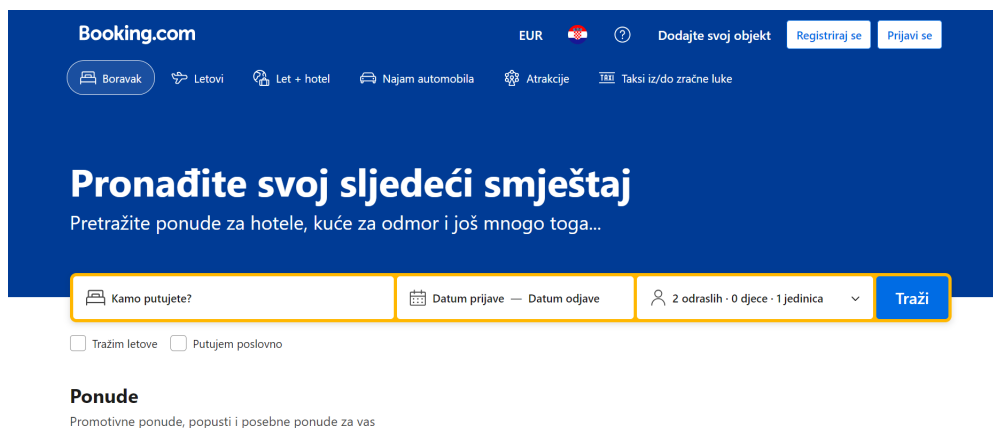 Booking.com EUR Dodajte svoj objekt Registriraj se Prijavi se
Boravak Letovi Let + hotel Najam automobila Atrakcije TAXI Taksi iz/do zračne luke
Pronađite svoj sljedeći smještaj
Pretražite ponude za hotele, kuće za odmor i još mnogo toga...
Kamo putujete? Datum prijave — Datum odjave 2 odraslih · 0 djece · 1 jedinica Traži
Tražim letove Putujem poslovno
Ponude
Promotivne ponude, popusti i posebne ponude za vas